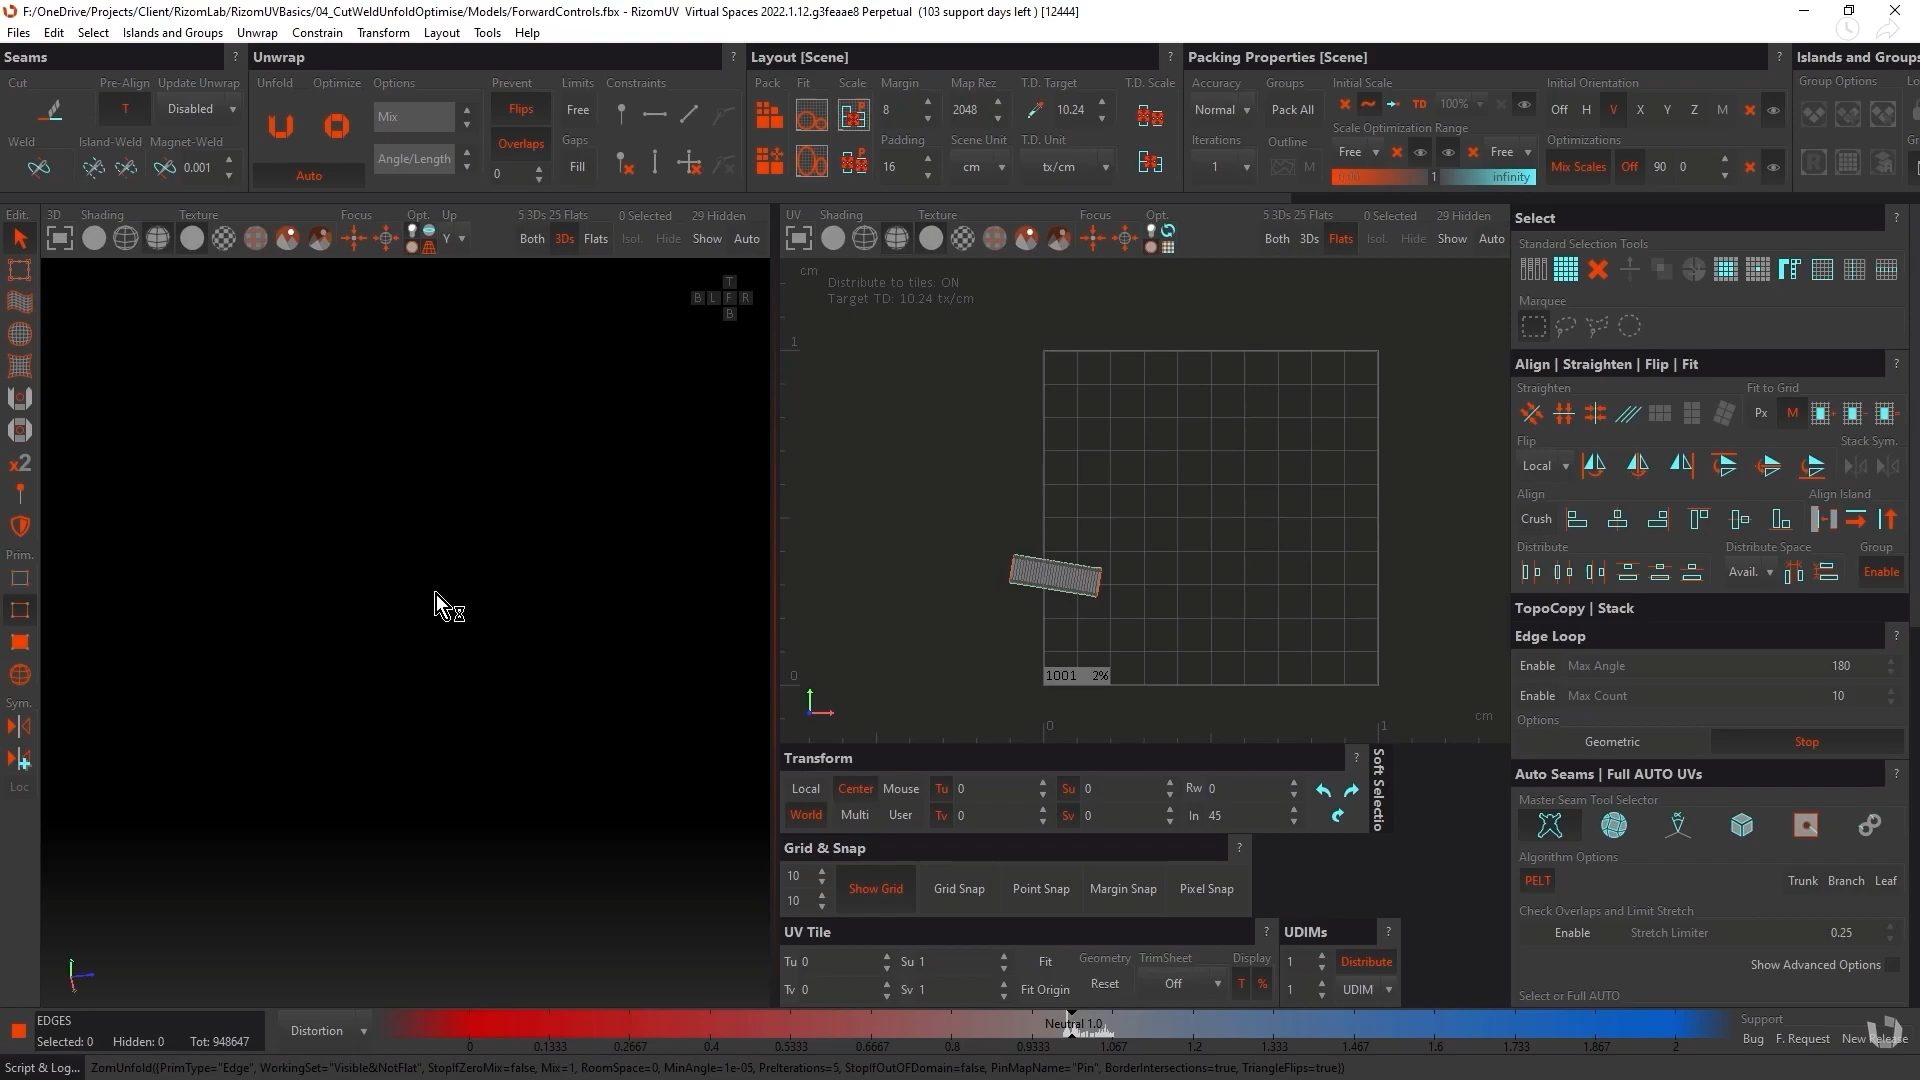 F:/OneDrive/Projects/Client/RizomLab/RizomUVBasics/04_CutWeldUnfoldOptimise/Models/ForwardControls.fbx - RizomUV Virtual Spaces 2022.1.12.g3feaae8 Perpetual (103 support days left ) [12444]
Files Edit Select Islands and Groups Unwrap Constrain Transform Layout Tools Help
Seams ? Unwrap ? Layout [Scene] ? Packing Properties [Scene] ? Islands and Groups
Cut Pre-Align Update Unwrap Unfold Optimize Options Prevent Limits Constraints Pack Fit Scale Margin Map Rez T.D. Target T.D. Scale Accuracy Groups Initial Scale Initial Orientation Group Options
T Disabled Mix Flips Free 8 2048 10.24 Normal Pack All TD 100% Off H V X Y Z M
Weld Island-Weld Magnet-Weld Angle/Length Overlaps Gaps Padding Scene Unit T.D. Unit Iterations Outline Scale Optimization Range Optimizations
0.001 Auto 0 Fill 16 cm tx/cm 1 M Free Free Mix Scales Off 90 0
1 infinity
Edit. 3D Shading Texture Focus Opt. Up 5 3Ds 25 Flats 0 Selected 29 Hidden
Y Both 3Ds Flats Isol. Hide Show Auto
UV Shading Texture Focus Opt. 5 3Ds 25 Flats 0 Selected 29 Hidden
Both 3Ds Flats Isol. Hide Show Auto
T
B L F R
B
cm
Distribute to tiles: ON
Target TD: 10.24 tx/cm
1
1001 2%
0
0 1 cm
x2
Prim.
Sym.
Loc
Select ?
Standard Selection Tools
Marquee
Align | Straighten | Flip | Fit ?
Straighten Fit to Grid
Px M
Flip Stack Sym.
Local
Align Align Island
Crush
Distribute Distribute Space Group
Avail. Enable
TopoCopy | Stack
Edge Loop ?
Enable Max Angle 180
Enable Max Count 10
Options
Geometric Stop
Auto Seams | Full AUTO UVs ?
Master Seam Tool Selector
Algorithm Options
PELT Trunk Branch Leaf
Check Overlaps and Limit Stretch
Enable Stretch Limiter 0.25
Show Advanced Options
Select or Full AUTO
Transform ?
Soft Selectio
Local Center Mouse Tu 0 Su 0 Rw 0
World Multi User Tv 0 Sv 0 In 45
Grid & Snap ?
10
10
Show Grid Grid Snap Point Snap Margin Snap Pixel Snap
UV Tile ? UDIMs ?
Tu 0 Su 1 Fit Geometry TrimSheet Display 1 Distribute
Tv 0 Sv 1 Fit Origin Reset Off T % 1 UDIM
EDGES
Selected: 0 Hidden: 0 Tot: 948647
Distortion
Neutral 1.0
0 0.1333 0.2667 0.4 0.5333 0.6667 0.8 0.9333 1.067 1.2 1.333 1.467 1.6 1.733 1.867 2
Support
Bug F. Request New Release
Script & Log... ZomUnfold({PrimType="Edge", WorkingSet="Visible&NotFlat", StopIfZeroMix=false, Mix=1, RoomSpace=0, MinAngle=1e-05, PreIterations=5, StopIfOutOFDomain=false, PinMapName="Pin", BorderIntersections=true, TriangleFlips=true})